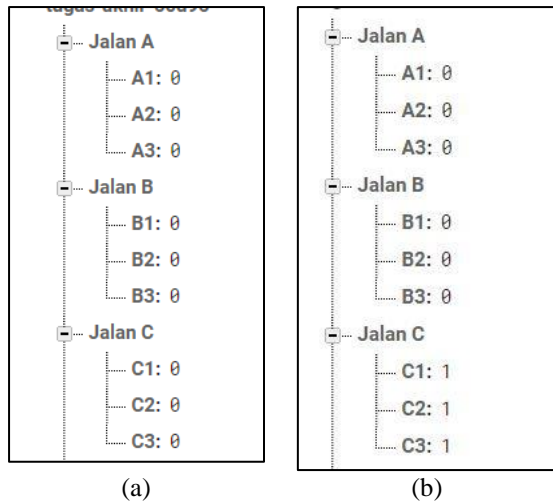 Jalan A
A1: 0
A2: 0
A3: 0
Jalan B
B1: 0
B2: 0
B3: 0
Jalan C
C1: 0
C2: 0
C3: 0
(a)
Jalan A
A1: 0
A2: 0
A3: 0
Jalan B
B1: 0
B2: 0
B3: 0
Jalan C
C1: 1
C2: 1
C3: 1
(b)